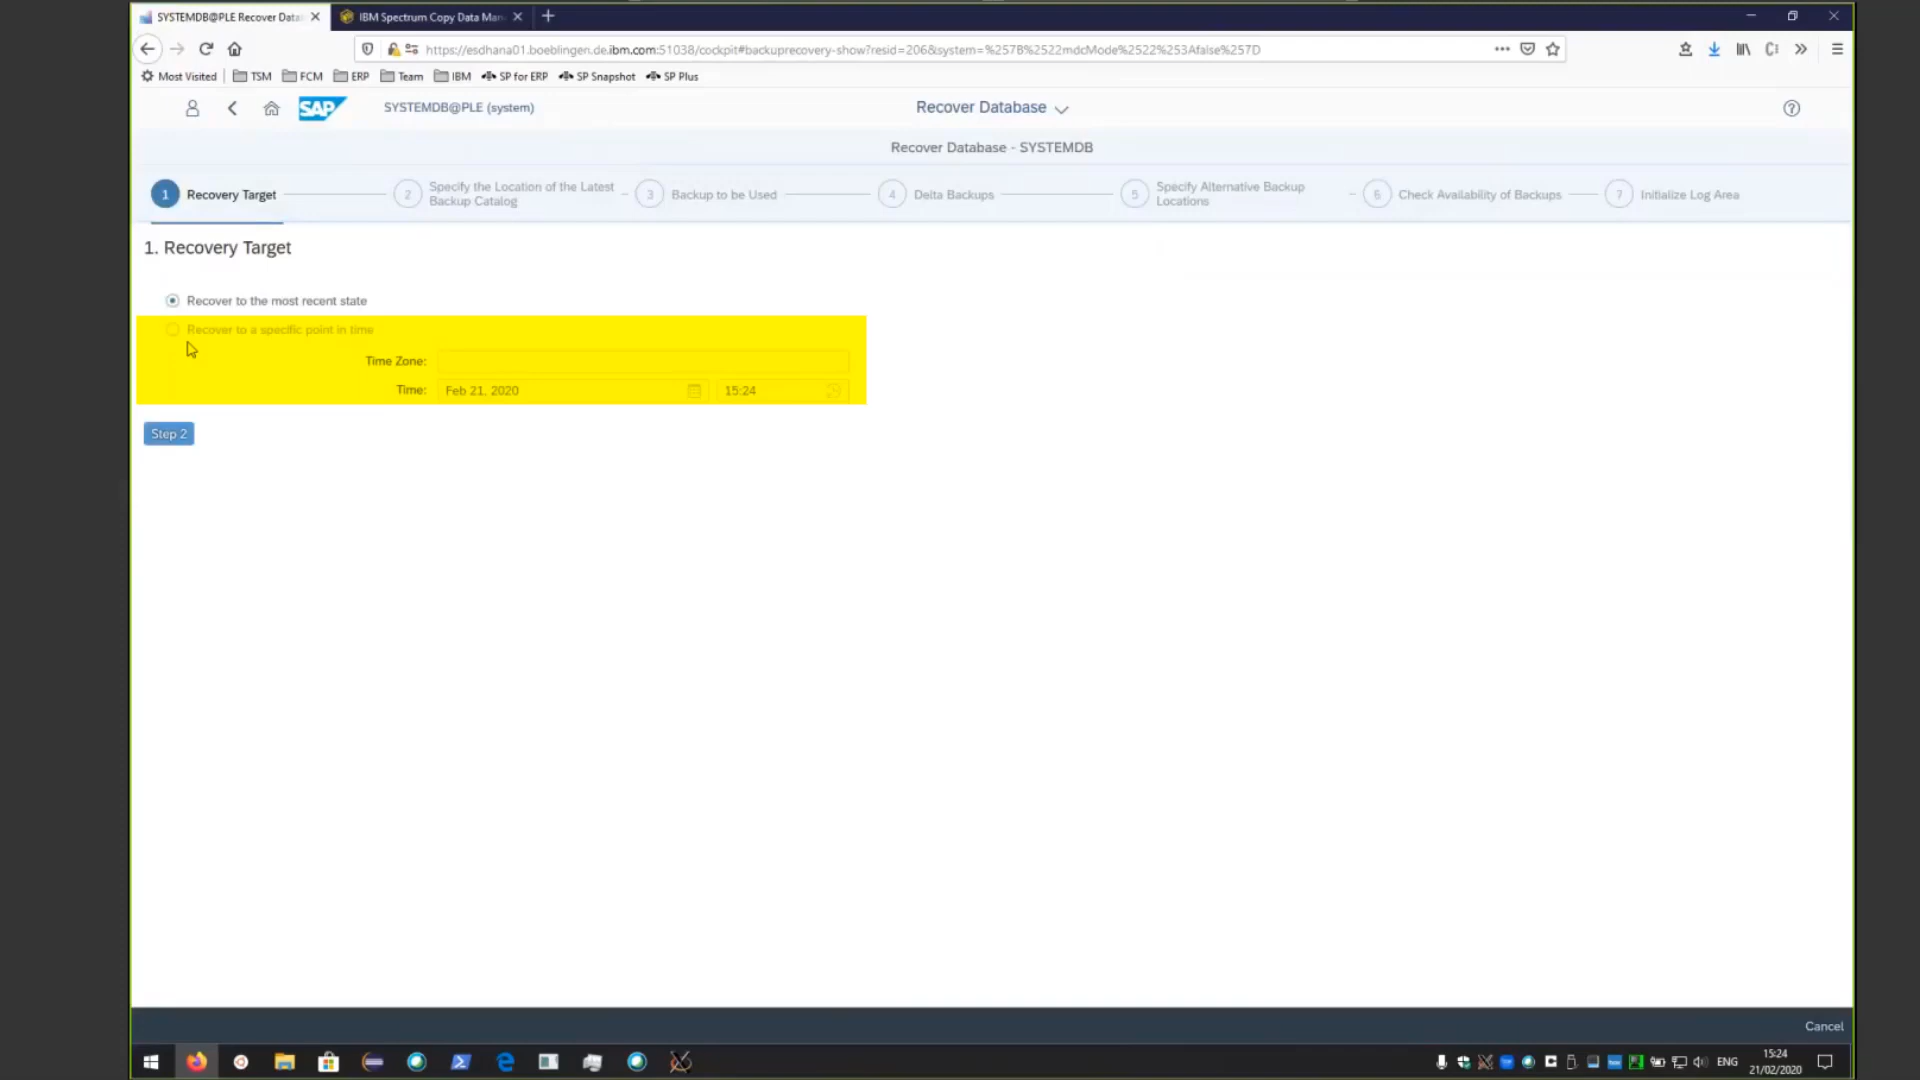 SYSTEMDB@PLE Recover Data
IBM Spectrum Copy Data Man
https://esdhana01.boeblingen.de.ibm.com:51038/cockpit#backuprecovery-show?resid=206&system=%257B%2522mdcMode%2522%253Afalse%257D
Most Visited TSM FCM ERP Team IBM SP for ERP SP Snapshot SP Plus
SAP SYSTEMDB@PLE (system) Recover Database
Recover Database - SYSTEMDB
1 Recovery Target
2 Specify the Location of the Latest
Backup Catalog
3 Backup to be Used
4 Delta Backups
5 Specify Alternative Backup
Locations
6 Check Availability of Backups
7 Initialize Log Area
1. Recovery Target
Recover to the most recent state
Recover to a specific point in time
Time Zone:
Time: Feb 21, 2020 15:24
Step 2
Cancel
ENG
15:24
21/02/2020